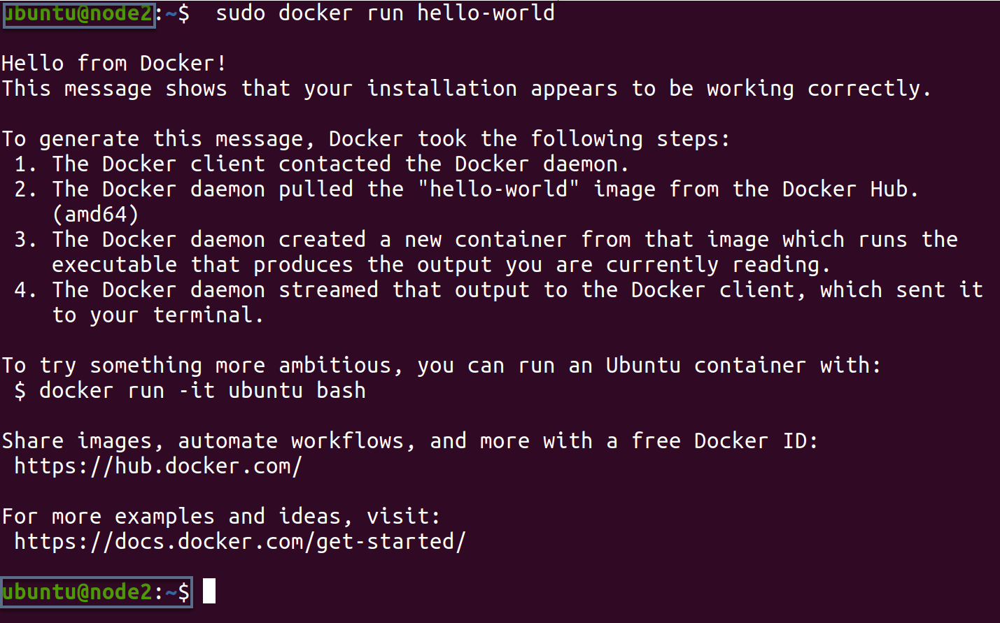 ubuntu@node2:~$  sudo docker run hello-world
Hello from Docker!
This message shows that your installation appears to be working correctly.
To generate this message, Docker took the following steps:
 1. The Docker client contacted the Docker daemon.
 2. The Docker daemon pulled the "hello-world" image from the Docker Hub.
    (amd64)
 3. The Docker daemon created a new container from that image which runs the
    executable that produces the output you are currently reading.
 4. The Docker daemon streamed that output to the Docker client, which sent it
    to your terminal.
To try something more ambitious, you can run an Ubuntu container with:
 $ docker run -it ubuntu bash
Share images, automate workflows, and more with a free Docker ID:
 https://hub.docker.com/
For more examples and ideas, visit:
 https://docs.docker.com/get-started/
ubuntu@node2:~$